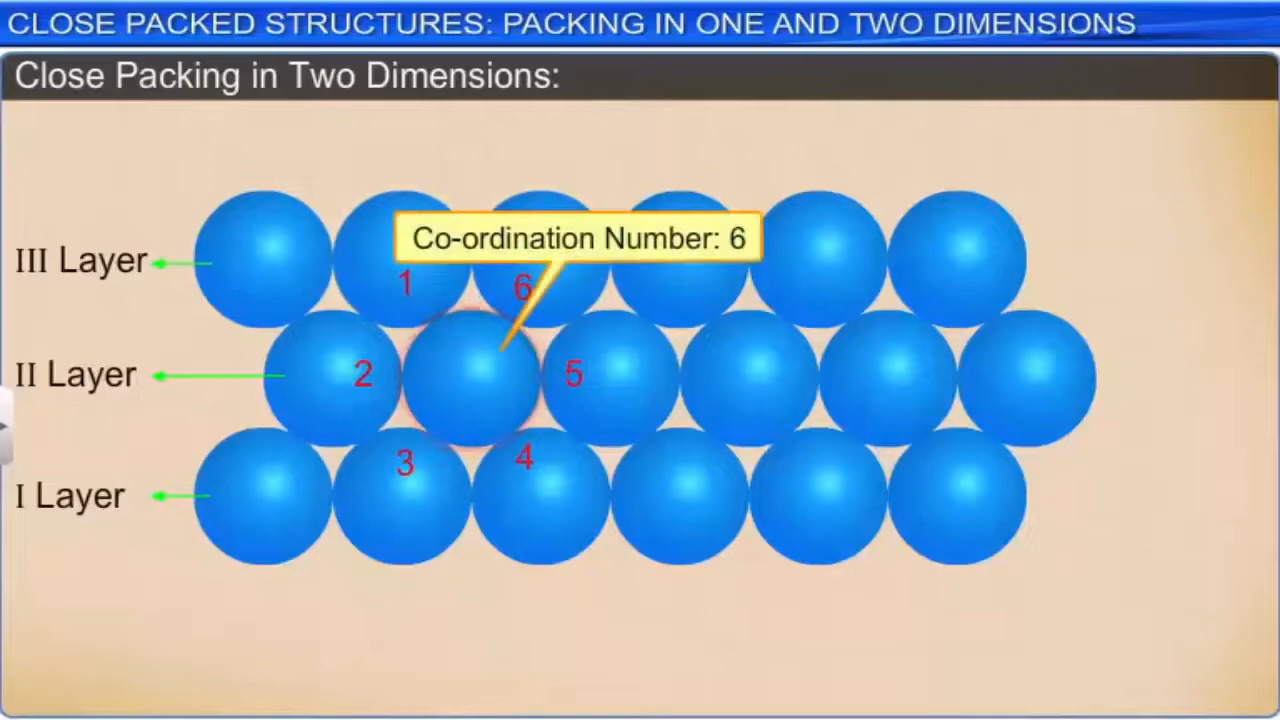 CLOSE PACKED STRUCTURES: PACKING IN ONE AND TWO DIMENSIONS
Close Packing in Two Dimensions:
Co-ordination Number: 6
III Layer
1
6
II Layer
2
5
3
4
I Layer